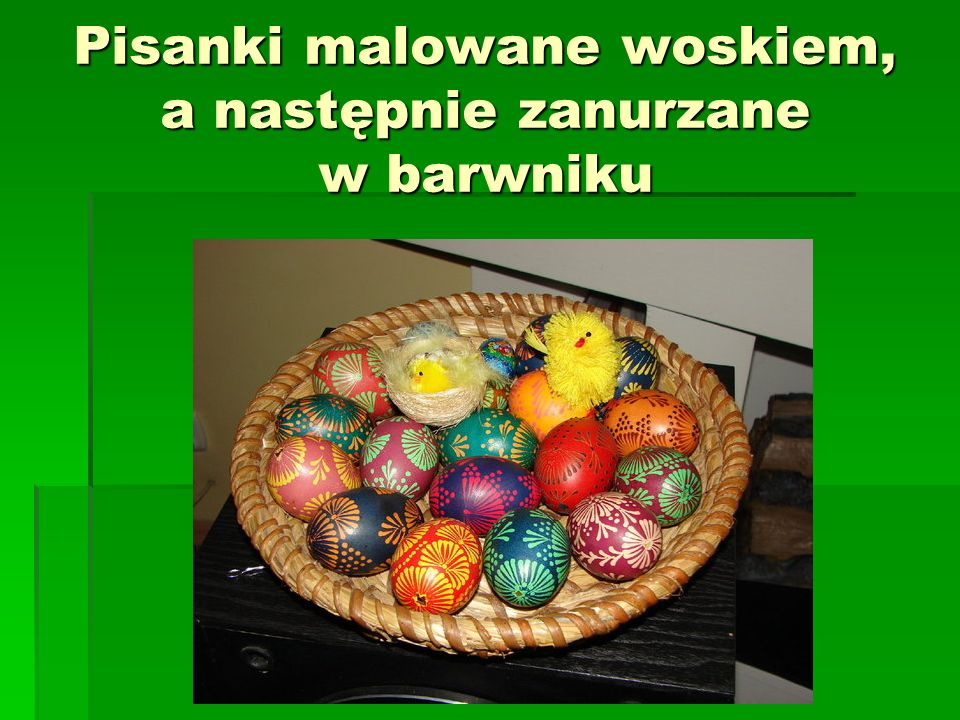 Pisanki malowane woskiem,
a następnie zanurzane
w barwniku